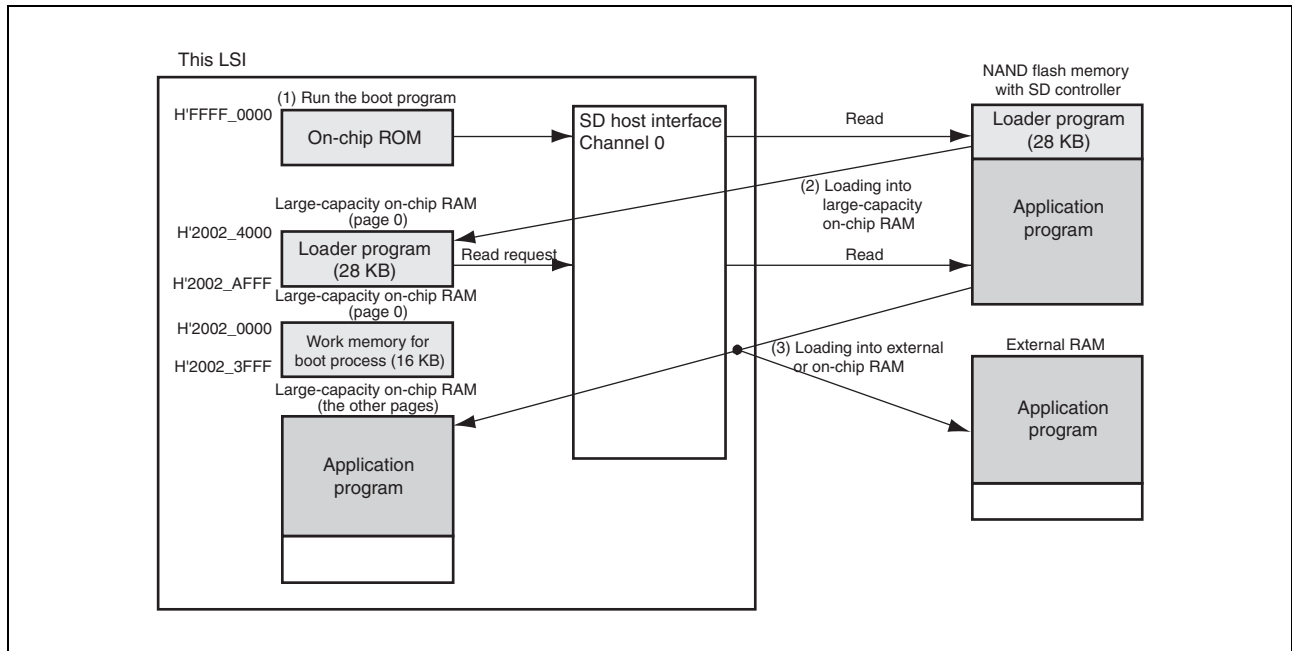 This LSI
(1) Run the boot program
H'FFFF_0000
On-chip ROM
Large-capacity on-chip RAM
(page 0)
H'2002_4000
Loader program
(28 KB)
H'2002_AFFF
Read request
Large-capacity on-chip RAM
(page 0)
H'2002_0000
Work memory for
boot process (16 KB)
H'2002_3FFF
Large-capacity on-chip RAM
(the other pages)
Application
program
SD host interface
Channel 0
Read
(2) Loading into
large-capacity
on-chip RAM
Read
(3) Loading into external
or on-chip RAM
NAND flash memory
with SD controller
Loader program
(28 KB)
Application
program
External RAM
Application
program